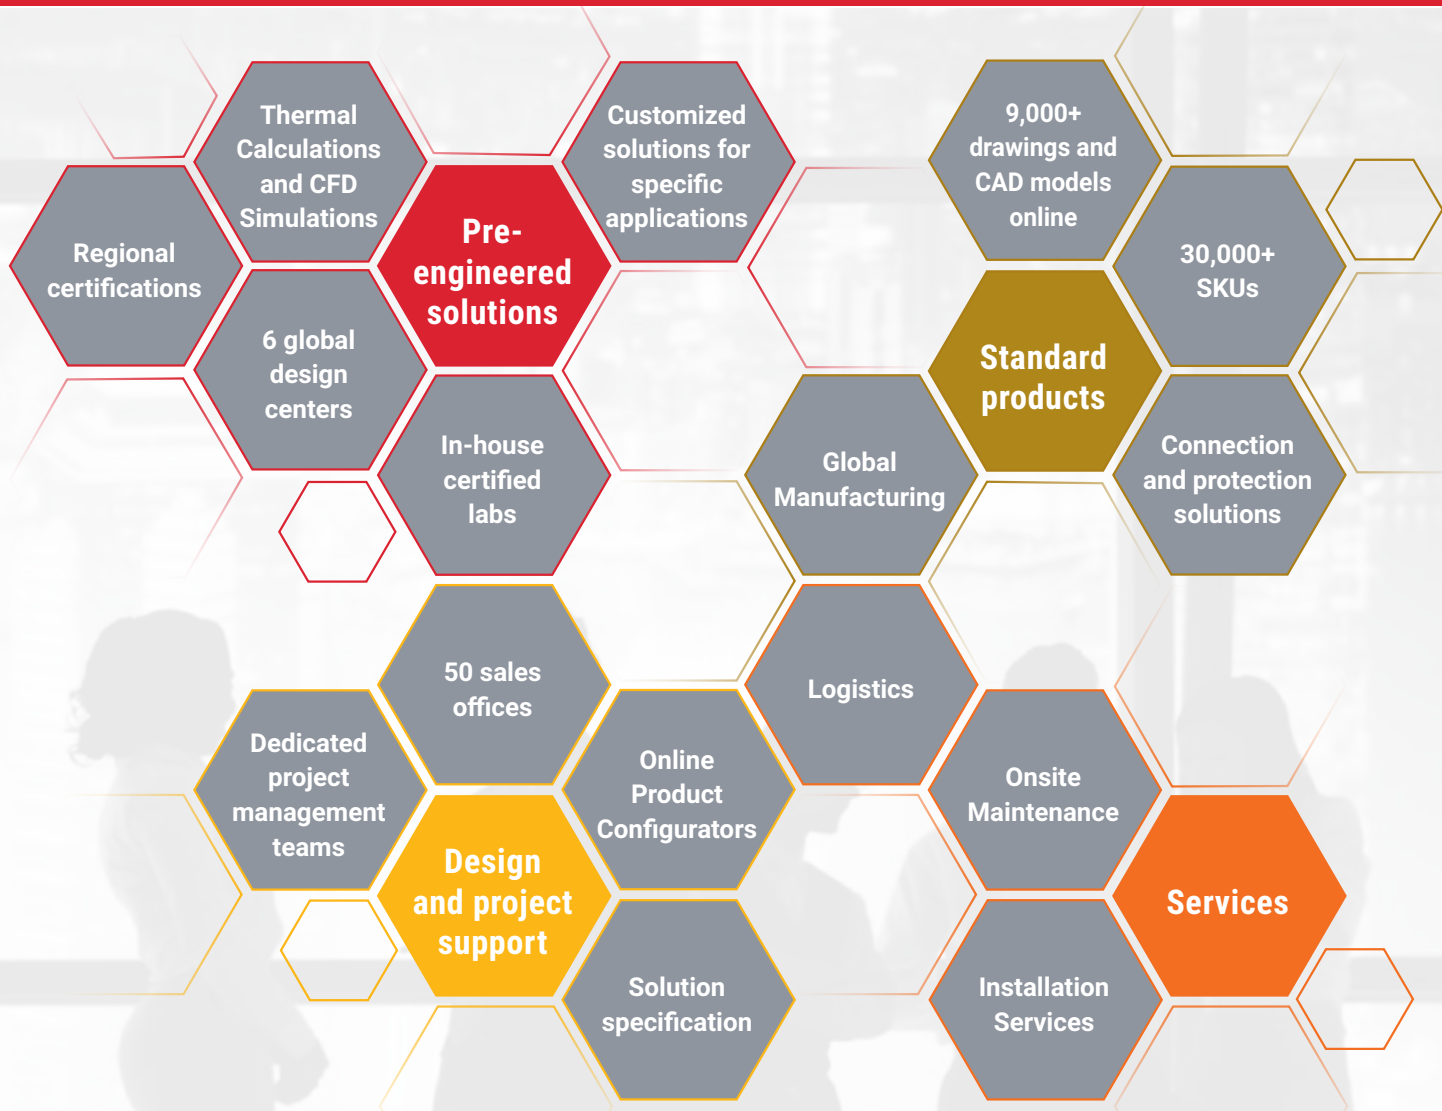 Thermal
Calculations
and CFD
Simulations
Customized
solutions for
specific
applications
Regional
certifications
Pre-
engineered
solutions
6 global
design
centers
In-house
certified
labs
9,000+
drawings and
CAD models
online
30,000+
SKUs
Standard
products
Global
Manufacturing
Connection
and protection
solutions
50 sales
offices
Dedicated
project
management
teams
Online
Product
Configurators
Design
and project
support
Solution
specification
Logistics
Onsite
Maintenance
Services
Installation
Services